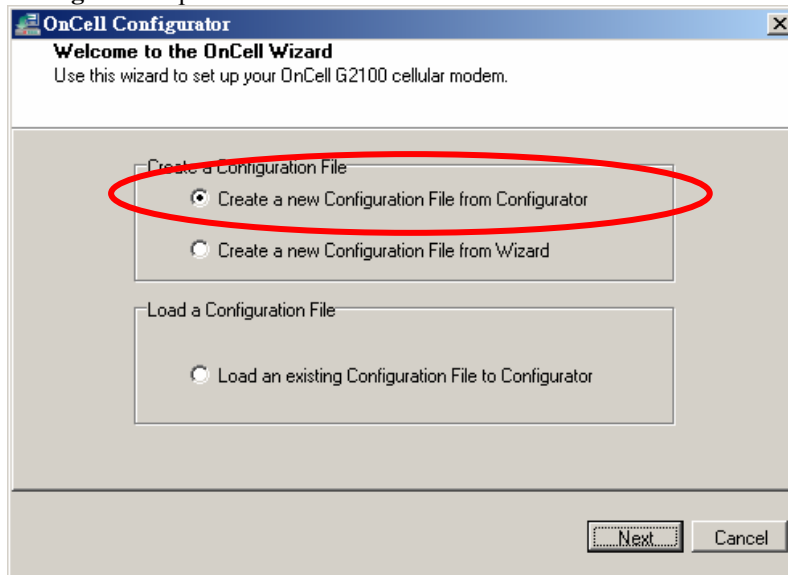 OnCell Configurator
Welcome to the OnCell Wizard
Use this wizard to set up your OnCell G2100 cellular modem.
Create a Configuration File
Create a new Configuration File from Configurator
Create a new Configuration File from Wizard
Load a Configuration File
Load an existing Configuration File to Configurator
Next
Cancel